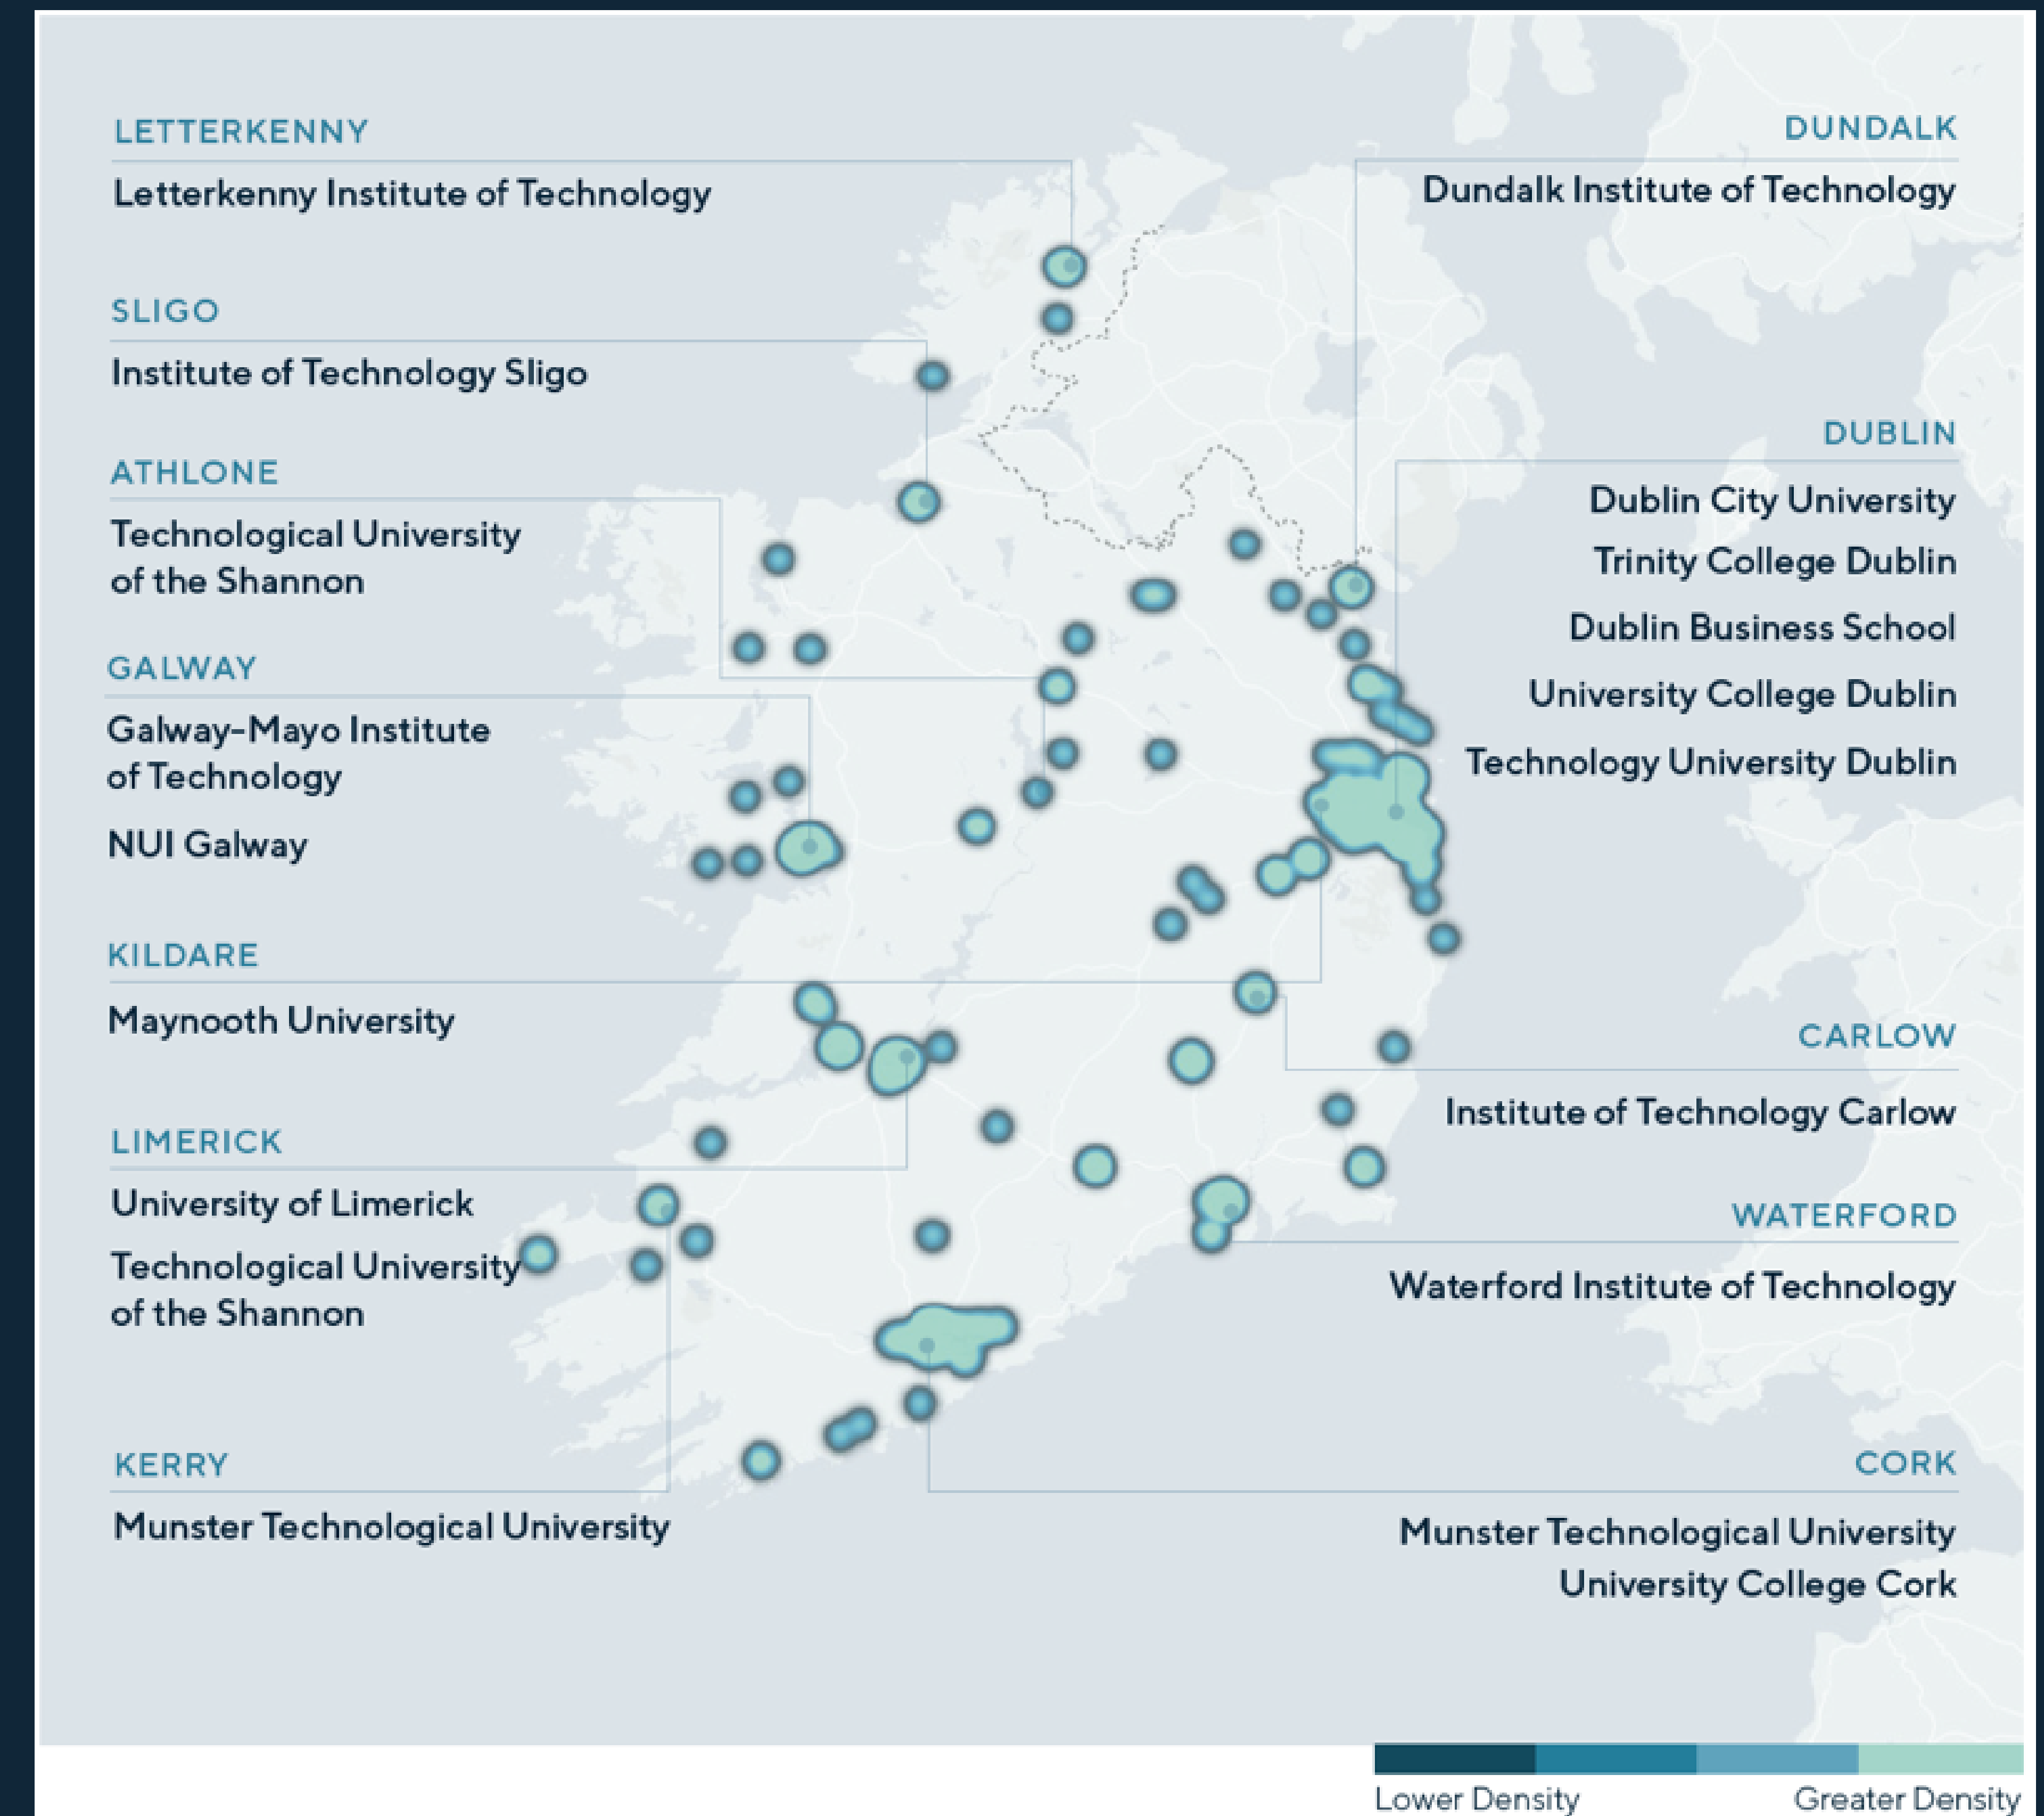 LETTERKENNY
Letterkenny Institute of Technology
SLIGO
Institute of Technology Sligo
ATHLONE
Technological University
of the Shannon
GALWAY
Galway-Mayo Institute
of Technology
NUI Galway
KILDARE
Maynooth University
LIMERICK
University of Limerick
Technological University
of the Shannon
KERRY
Munster Technological University
DUNDALK
Dundalk Institute of Technology
DUBLIN
Dublin City University
Trinity College Dublin
Dublin Business School
University College Dublin
Technology University Dublin
CARLOW
Institute of Technology Carlow
WATERFORD
Waterford Institute of Technology
CORK
Munster Technological University
University College Cork
Lower Density
Greater Density